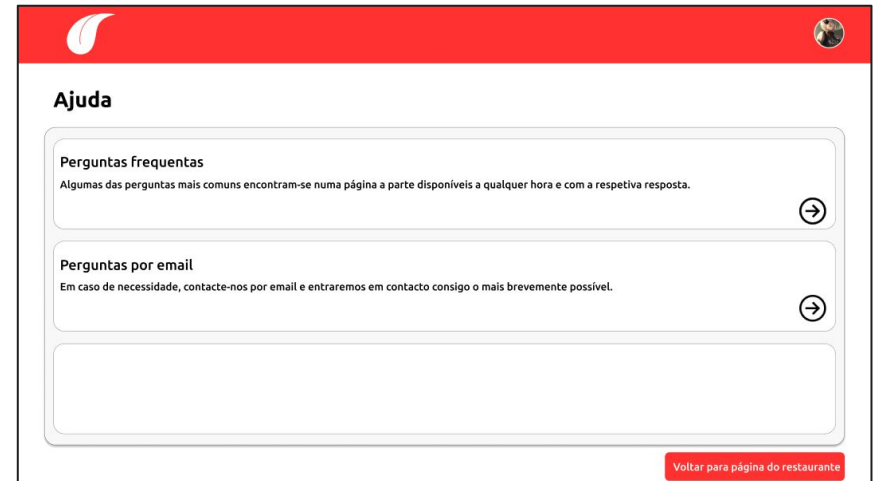 Ajuda
Perguntas frequentas
Algumas das perguntas mais comuns encontram-se numa página a parte disponíveis a qualquer hora e com a respetiva resposta.
Perguntas por email
Em caso de necessidade, contacte-nos por email e entraremos em contacto consigo o mais brevemente possível.
Voltar para página do restaurante